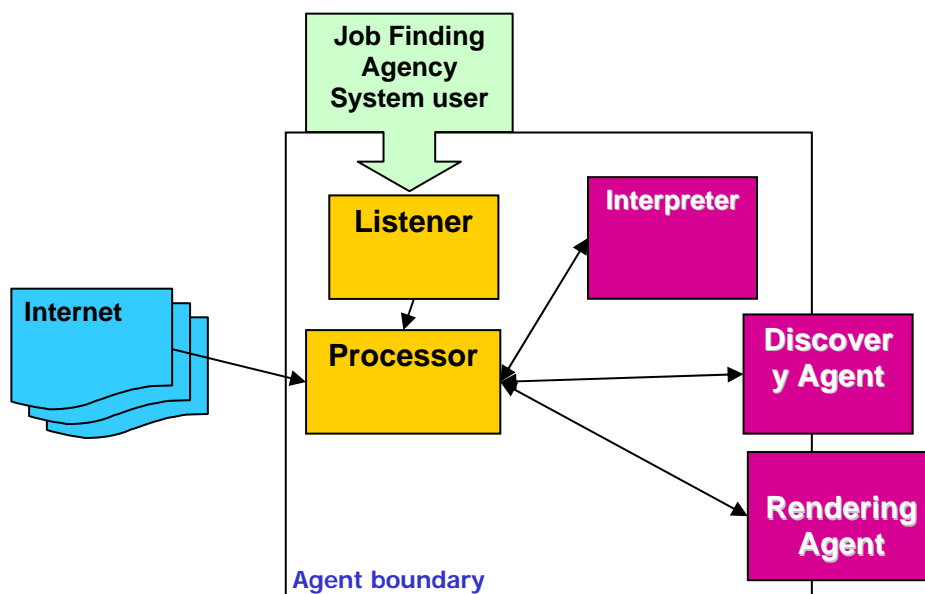 Job Finding
Agency
System user
Listener
Interpreter
Internet
Processor
Discover
y Agent
Rendering
Agent
Agent boundary